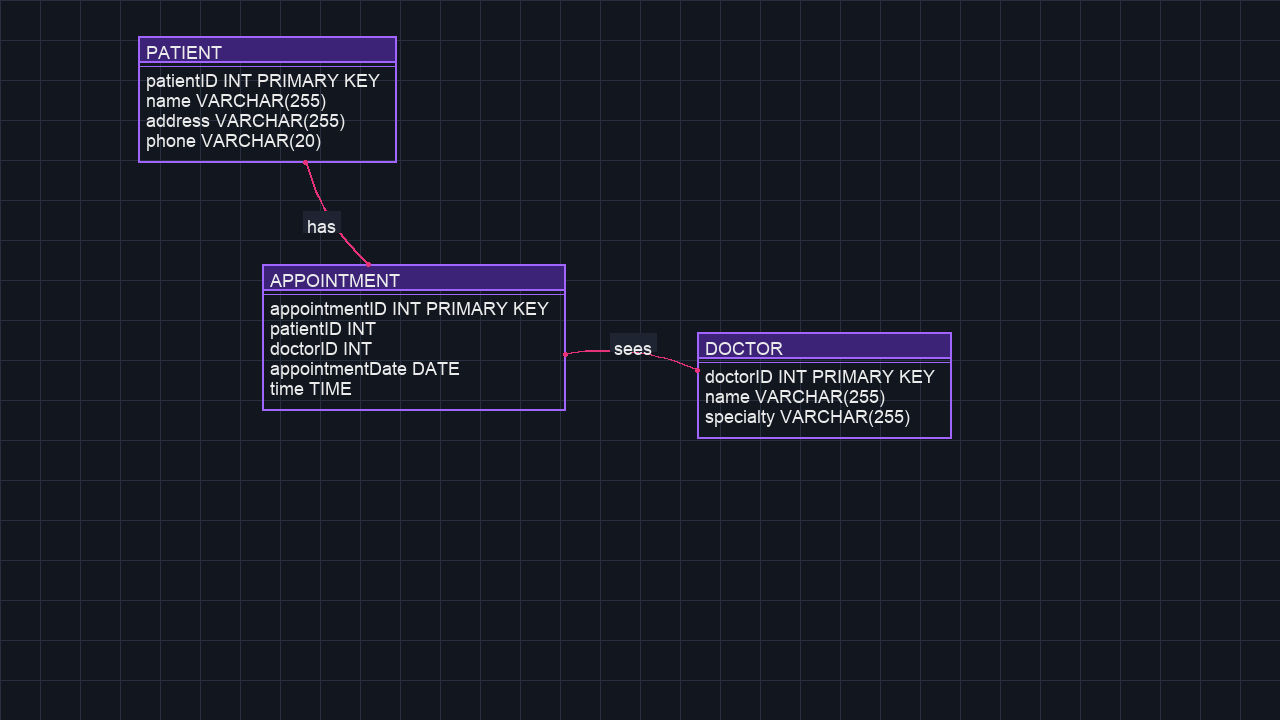 PATIENT
patientID INT PRIMARY KEY
name VARCHAR(255)
address VARCHAR(255)
phone VARCHAR(20)
has
APPOINTMENT
appointmentID INT PRIMARY KEY
patientID INT
doctorID INT
appointmentDate DATE
time TIME
sees
DOCTOR
doctorID INT PRIMARY KEY
name VARCHAR(255)
specialty VARCHAR(255)